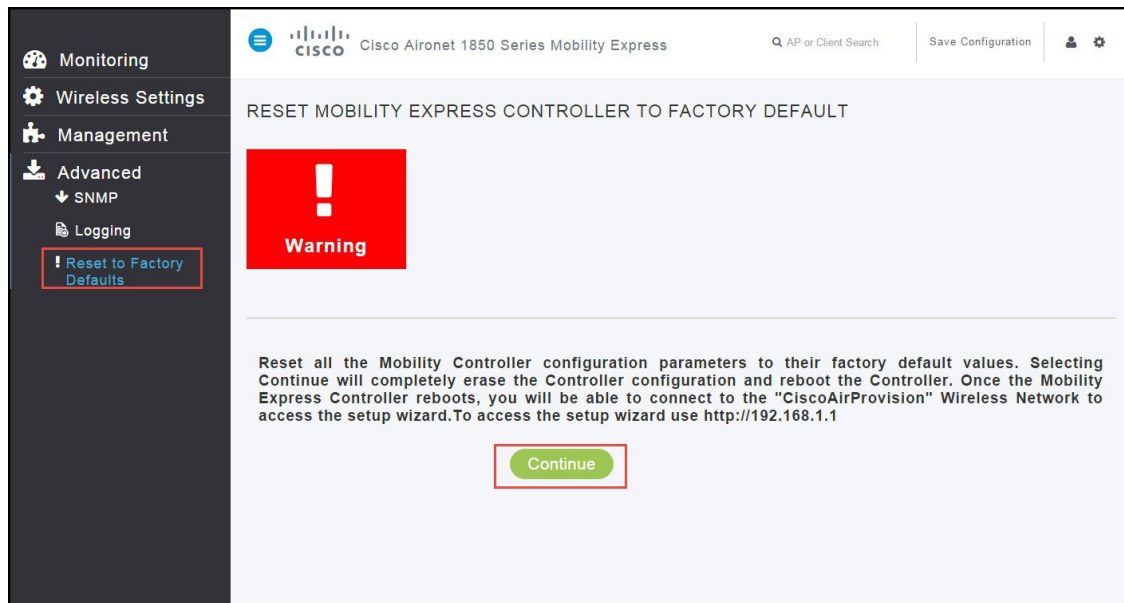 Monitoring
Wireless Settings
Management
Advanced
SNMP
Logging
Reset to Factory
Defaults
CISCO
Cisco Aironet 1850 Series Mobility Express
AP or Client Search
Save Configuration
RESET MOBILITY EXPRESS CONTROLLER TO FACTORY DEFAULT
!
Warning
Reset all the Mobility Controller configuration parameters to their factory default values. Selecting
Continue will completely erase the Controller configuration and reboot the Controller. Once the Mobility
Express Controller reboots, you will be able to connect to the "CiscoAirProvision" Wireless Network to
access the setup wizard.To access the setup wizard use http://192.168.1.1
Continue